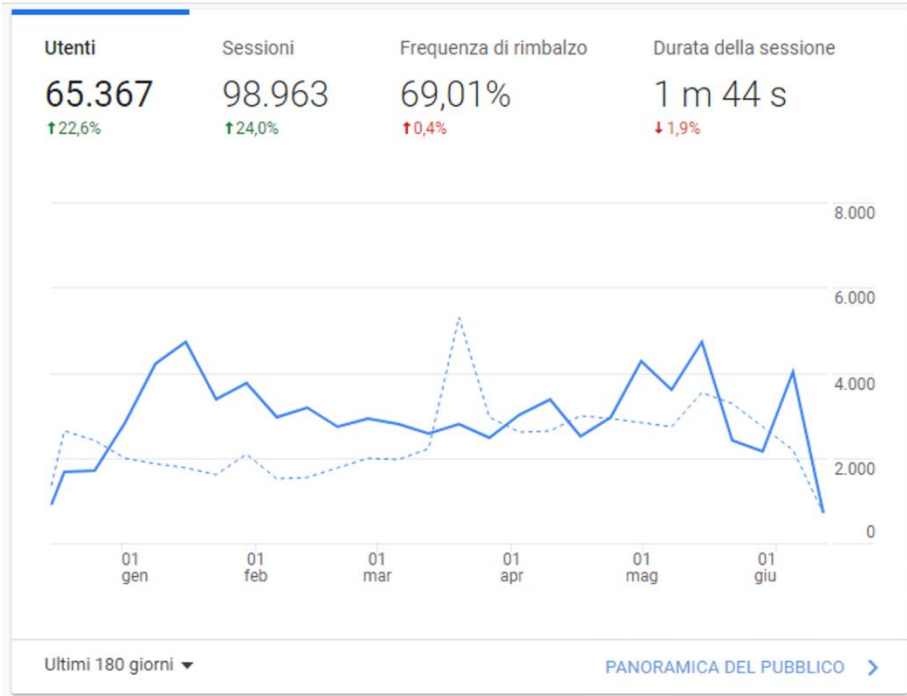 Utenti Sessioni Frequenza di rimbalzo Durata della sessione
65.367 98.963 69,01% 1 m 44 s
↑22,6% ↑24,0% ↑0,4% ↓1,9%
8.000
6.000
4.000
2.000
0
01 01 01 01 01 01
gen feb mar apr mag giu
Ultimi 180 giorni PANORAMICA DEL PUBBLICO